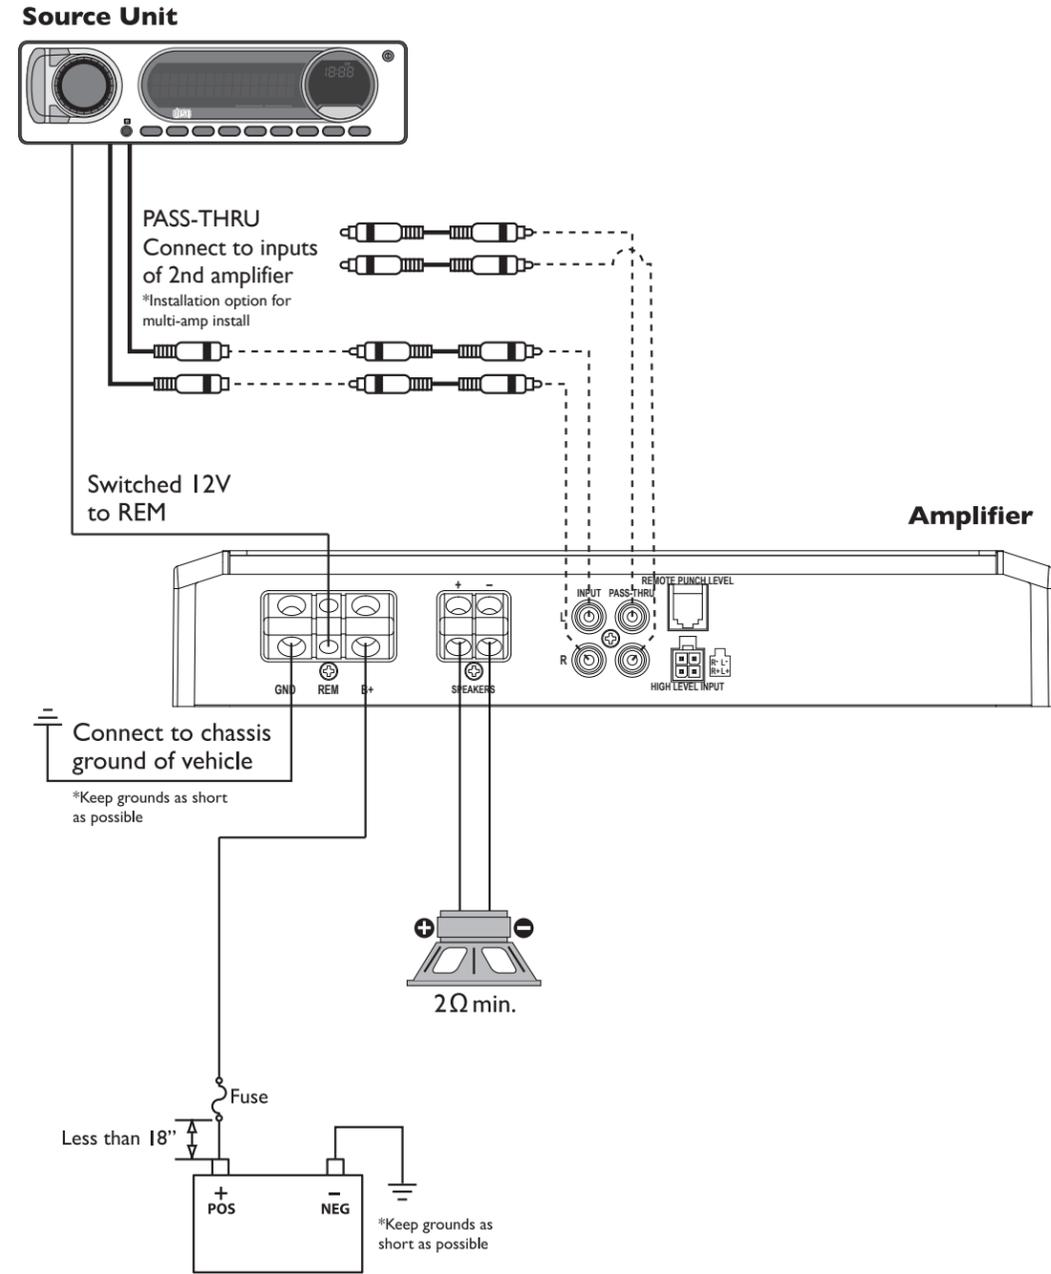 Source Unit
18:88
disc
PASS-THRU
Connect to inputs
of 2nd amplifier
*Installation option for
multi-amp install
Switched 12V
to REM
Amplifier
+ −
INPUT PASS-THRU
REMOTE PUNCH LEVEL
L
R
R- L-
R+ L+
HIGH LEVEL INPUT
GND REM B+
SPEAKERS
Connect to chassis
ground of vehicle
*Keep grounds as short
as possible
+ −
2Ω min.
Fuse
Less than 18”
+ −
POS NEG
*Keep grounds as
short as possible